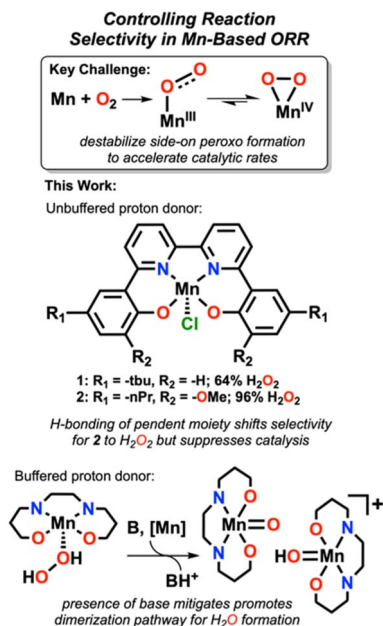 Controlling Reaction
Selectivity in Mn-Based ORR
Key Challenge:
Mn + O2
O
O
MnIII
O O
MnIV
destabilize side-on peroxo formation
to accelerate catalytic rates
This Work:
Unbuffered proton donor:
N N
Mn
R1 O O R1
Cl
R2 R2
1: R1 = -tbu, R2 = -H; 64% H2O2
2: R1 = -nPr, R2 = -OMe; 96% H2O2
H-bonding of pendent moiety shifts selectivity
for 2 to H2O2 but suppresses catalysis
Buffered proton donor:
N N
Mn
O O
OH
HO
B, [Mn]
BH+
N O
Mn=O
N O
+
O N
HO=Mn
O N
presence of base mitigates promotes
dimerization pathway for H2O formation